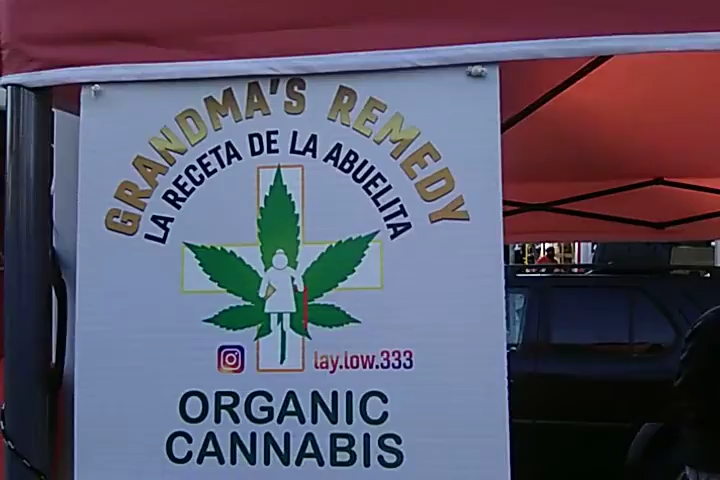 GRANDMA'S REMEDY
LA RECETA DE LA ABUELITA
lay.low.333
ORGANIC
CANNABIS